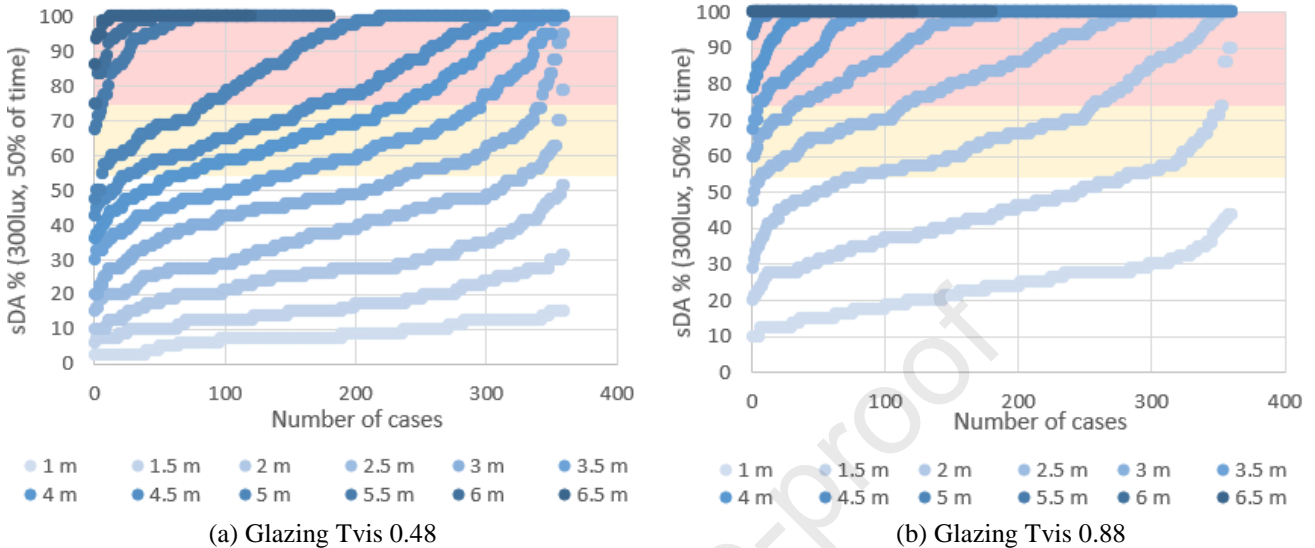 sDA % (300lux, 50% of time)
100
90
80
70
60
50
40
30
20
10
0
0 100 200 300 400
Number of cases
1 m 1.5 m 2 m 2.5 m 3 m 3.5 m
4 m 4.5 m 5 m 5.5 m 6 m 6.5 m
(a) Glazing Tvis 0.48
sDA % (300lux, 50% of time)
100
90
80
70
60
50
40
30
20
10
0
0 100 200 300 400
Number of cases
1 m 1.5 m 2 m 2.5 m 3 m 3.5 m
4 m 4.5 m 5 m 5.5 m 6 m 6.5 m
(b) Glazing Tvis 0.88
-proof